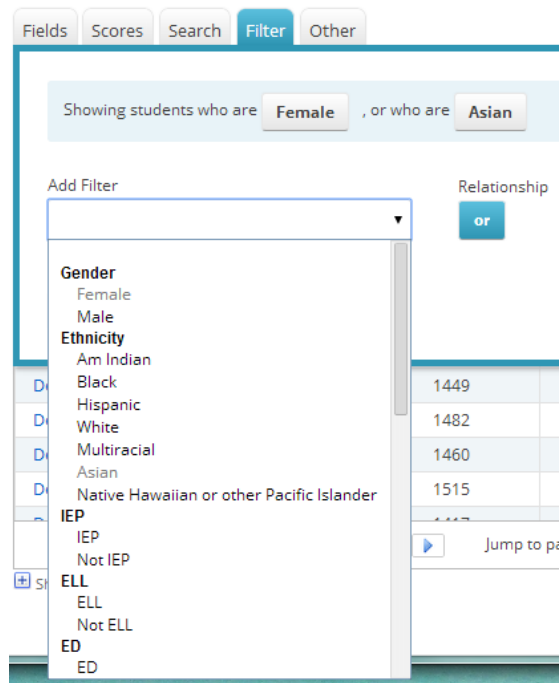 Fields Scores Search Filter Other
Showing students who are Female , or who are Asian
Add Filter Relationship
or
Gender
Female
Male
Ethnicity
Am Indian
Black
Hispanic
White
Multiracial
Asian
Native Hawaiian or other Pacific Islander
IEP
IEP
Not IEP
ELL
ELL
Not ELL
ED
ED
1449
1482
1460
1515
Jump to